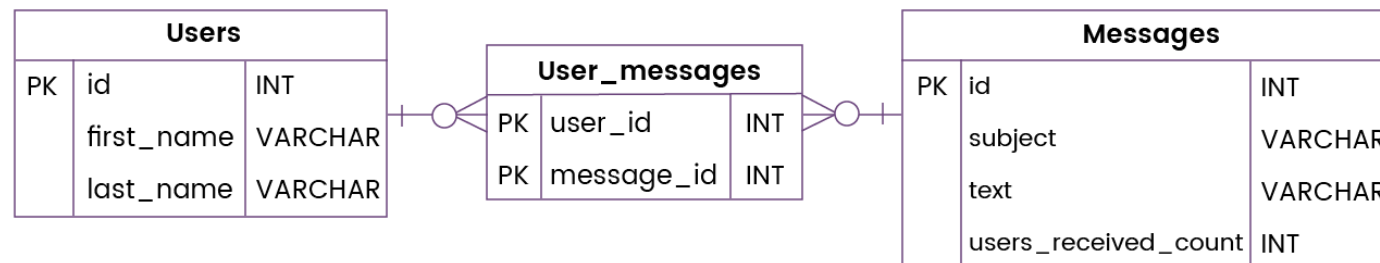 Users
PK id INT
first_name VARCHAR
last_name VARCHAR
User_messages
PK user_id INT
PK message_id INT
Messages
PK id INT
subject VARCHAR
text VARCHAR
users_received_count INT